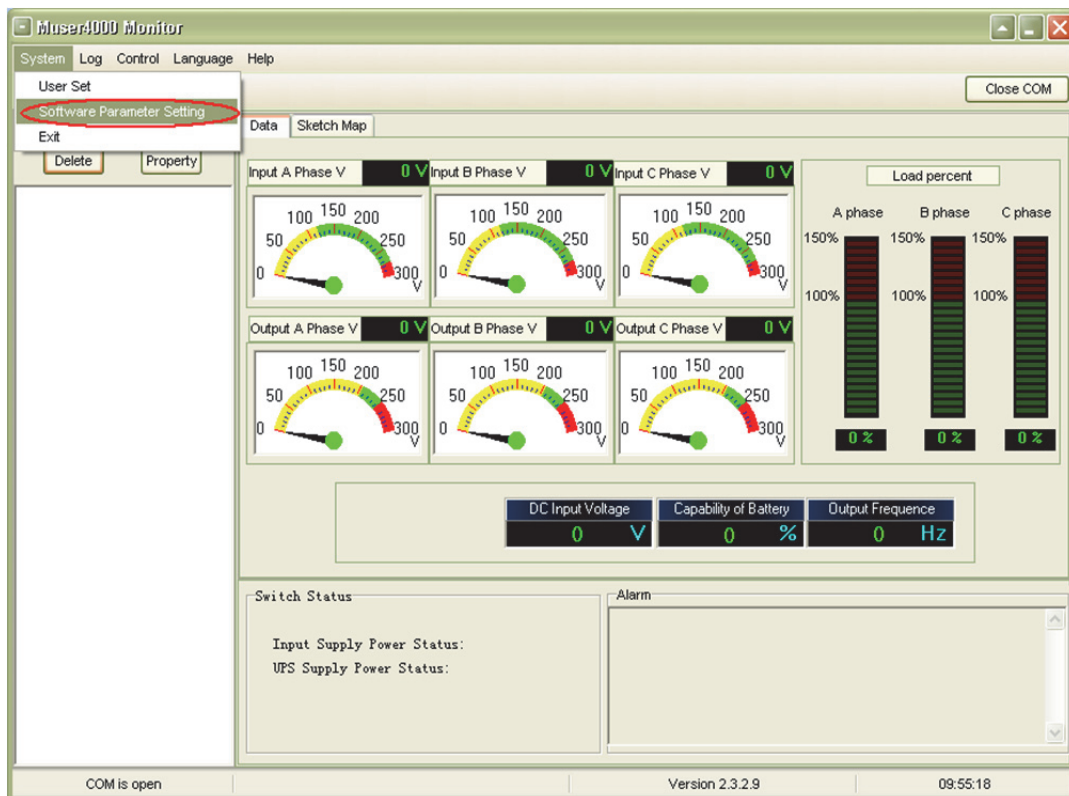 Muser4000 Monitor
System Log Control Language Help
User Set
Software Parameter Setting
Exit
Close COM
Delete Property
Data Sketch Map
Input A Phase V 0 V Input B Phase V 0 V Input C Phase V 0 V
0 50 100 150 200 250 300 V
0 50 100 150 200 250 300 V
0 50 100 150 200 250 300 V
Output A Phase V 0 V Output B Phase V 0 V Output C Phase V 0 V
0 50 100 150 200 250 300 V
0 50 100 150 200 250 300 V
0 50 100 150 200 250 300 V
Load percent
A phase B phase C phase
150% 150% 150%
100% 100% 100%
0 % 0 % 0 %
DC Input Voltage Capability of Battery Output Frequence
0 V 0 % 0 Hz
Switch Status
Input Supply Power Status:
UPS Supply Power Status:
Alarm
COM is open Version 2.3.2.9 09:55:18